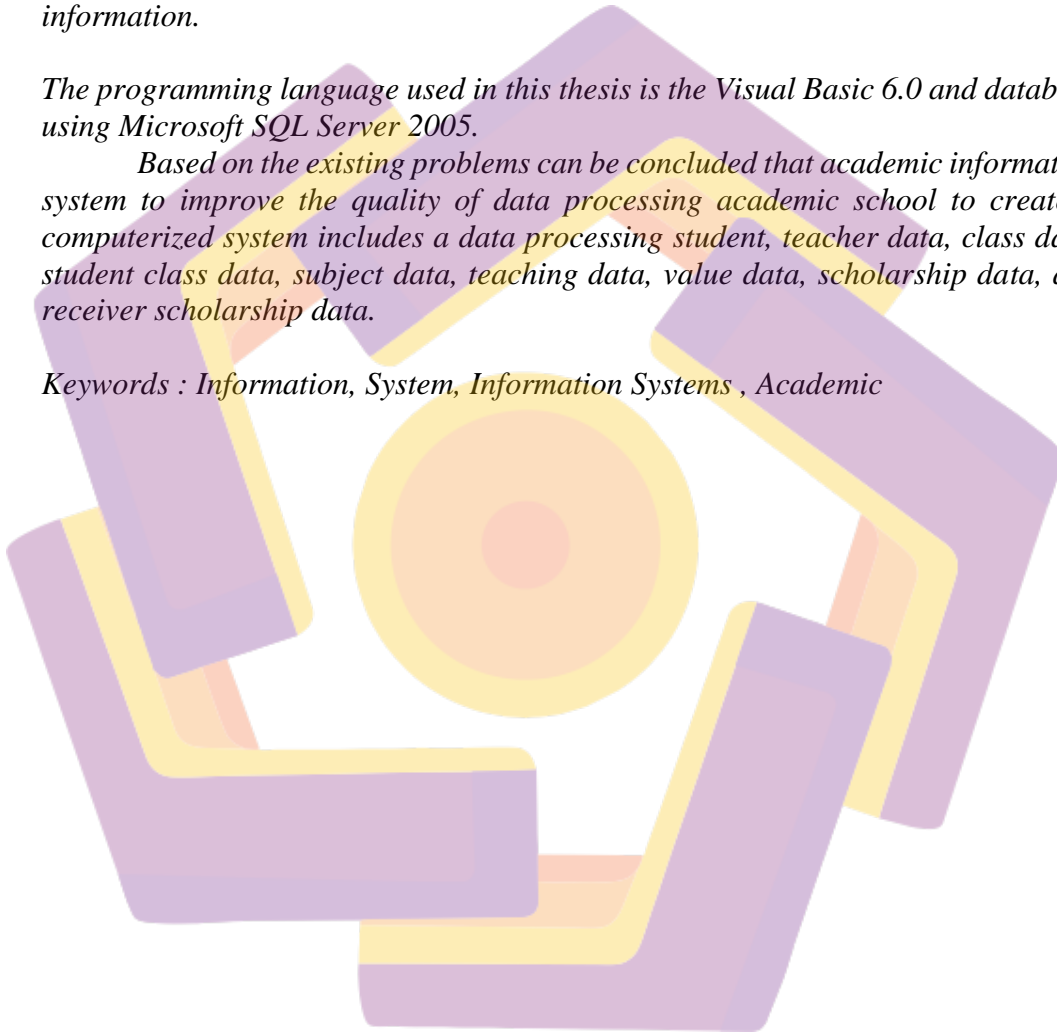 information.
The programming language used in this thesis is the Visual Basic 6.0 and datab
using Microsoft SQL Server 2005.
Based on the existing problems can be concluded that academic informat
system to improve the quality of data processing academic school to create
computerized system includes a data processing student, teacher data, class da
student class data, subject data, teaching data, value data, scholarship data, a
receiver scholarship data.
Keywords : Information, System, Information Systems , Academic